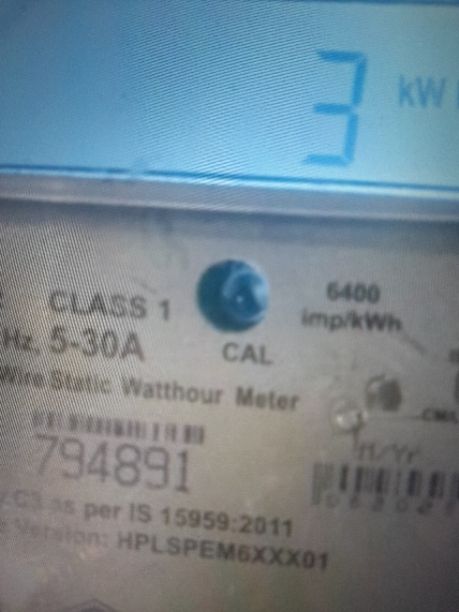 3 kW
CLASS 1
6400
imp/kWh
Hz. 5-30A
CAL
Wire Static Watthour Meter
794891
as per IS 15959:2011
Version: HPLSPEM6XXX01